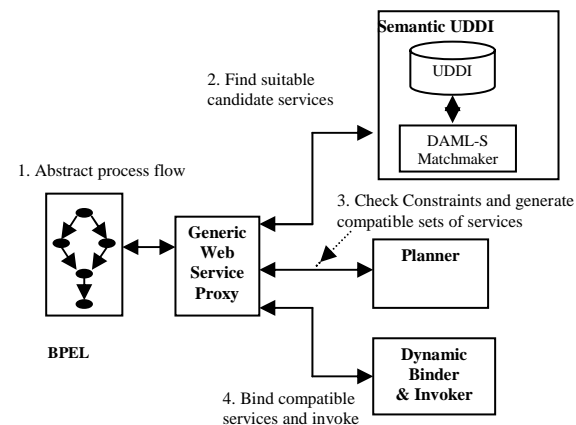 Semantic UDDI
UDDI
DAML-S
Matchmaker
2. Find suitable
candidate services
1. Abstract process flow
3. Check Constraints and generate
compatible sets of services
Generic
Web
Service
Proxy
Planner
BPEL
Dynamic
Binder
& Invoker
4. Bind compatible
services and invoke